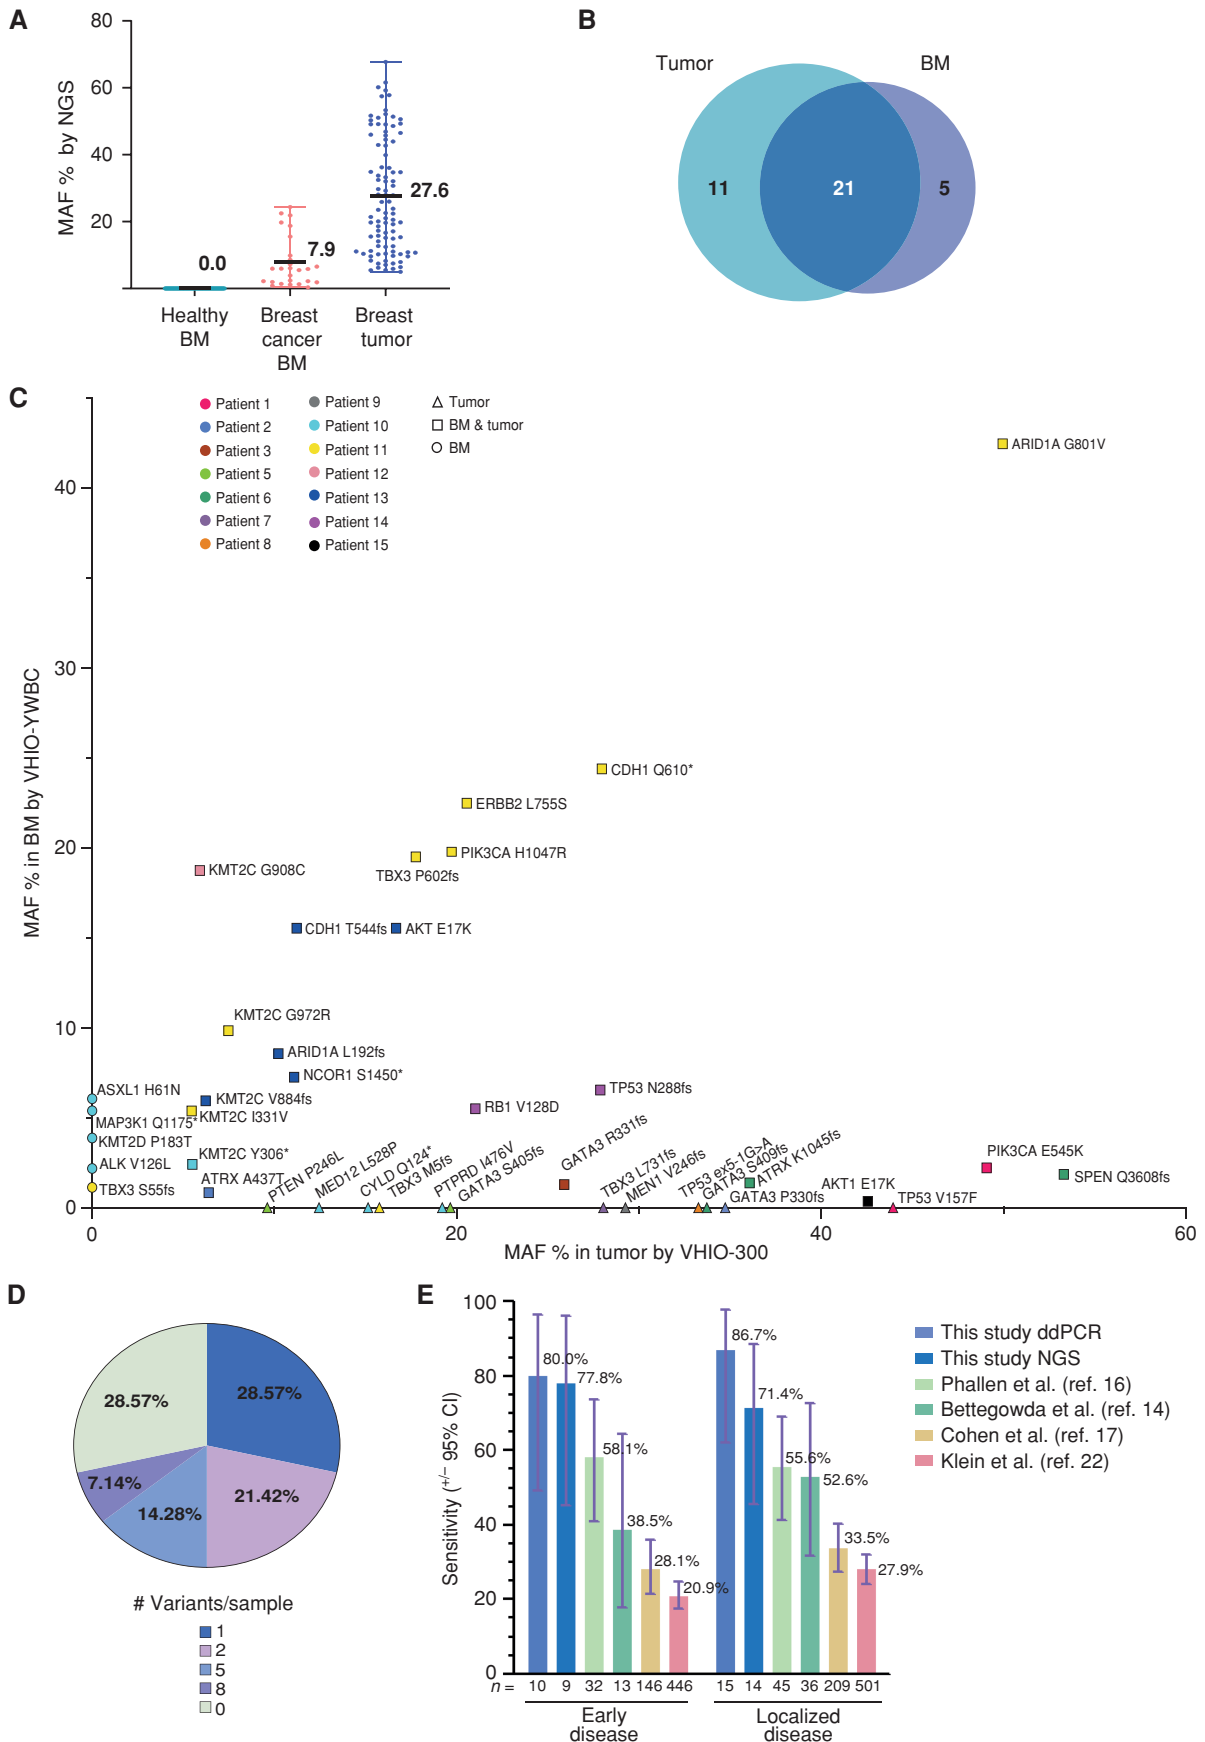 A
80
60
40
20
MAF % by NGS
0.0
7.9
27.6
Healthy
BM
Breast
cancer
BM
Breast
tumor
B
Tumor
BM
11
21
5
C
Patient 1
Patient 2
Patient 3
Patient 5
Patient 6
Patient 7
Patient 8
Patient 9
Patient 10
Patient 11
Patient 12
Patient 13
Patient 14
Patient 15
Tumor
BM & tumor
BM
MAF % in BM by VHIO-YWBC
40
30
20
10
0
ARID1A G801V
CDH1 Q610*
ERBB2 L755S
PIK3CA H1047R
TBX3 P602fs
KMT2C G908C
CDH1 T544fs
AKT E17K
KMT2C G972R
ARID1A L192fs
NCOR1 S1450*
ASXL1 H61N
KMT2C V884fs
MAP3K1 Q1175*
KMT2C I331V
KMT2D P183T
KMT2C Y306*
ALK V126L
ATRX A437T
TBX3 S55fs
RB1 V128D
TP53 N288fs
PTEN P246L
MED12 L528P
CYLD Q124*
TBX3 M5fs
PTPRD I476V
GATA3 S405fs
GATA3 R331fs
TBX3 L731fs
MEN1 V246fs
TP53 ex5-1G>A
GATA3 S409fs
ATRX K1045fs
GATA3 P330fs
AKT1 E17K
TP53 V157F
PIK3CA E545K
SPEN Q3608fs
0
20
40
60
MAF % in tumor by VHIO-300
D
28.57%
28.57%
7.14%
14.28%
21.42%
# Variants/sample
1
2
5
8
0
E
Sensitivity (+/− 95% CI)
100
80
60
40
20
0
80.0%
77.8%
58.1%
38.5%
28.1%
20.9%
86.7%
71.4%
55.6%
52.6%
33.5%
27.9%
n =
10
9
32
13
146
446
15
14
45
36
209
501
Early
disease
Localized
disease
This study ddPCR
This study NGS
Phallen et al. (ref. 16)
Bettegowda et al. (ref. 14)
Cohen et al. (ref. 17)
Klein et al. (ref. 22)